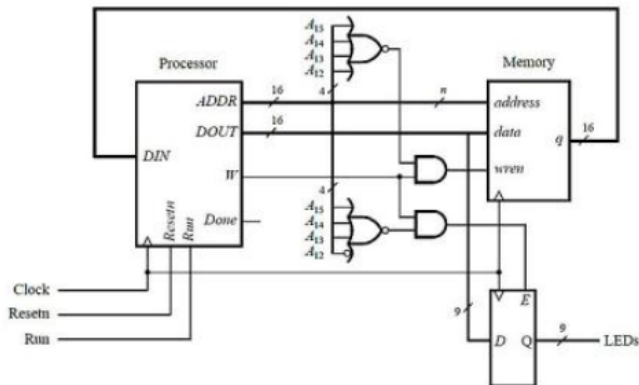 A15
A14
A13
A12
Processor
Memory
16
4
n
ADDR
address
16
DOUT
data
q
16
DIN
W
wren
4
Done
A15
A14
A13
A12
Resetn
Run
Clock
E
Resetn
9
D
Q
9
LEDs
Run